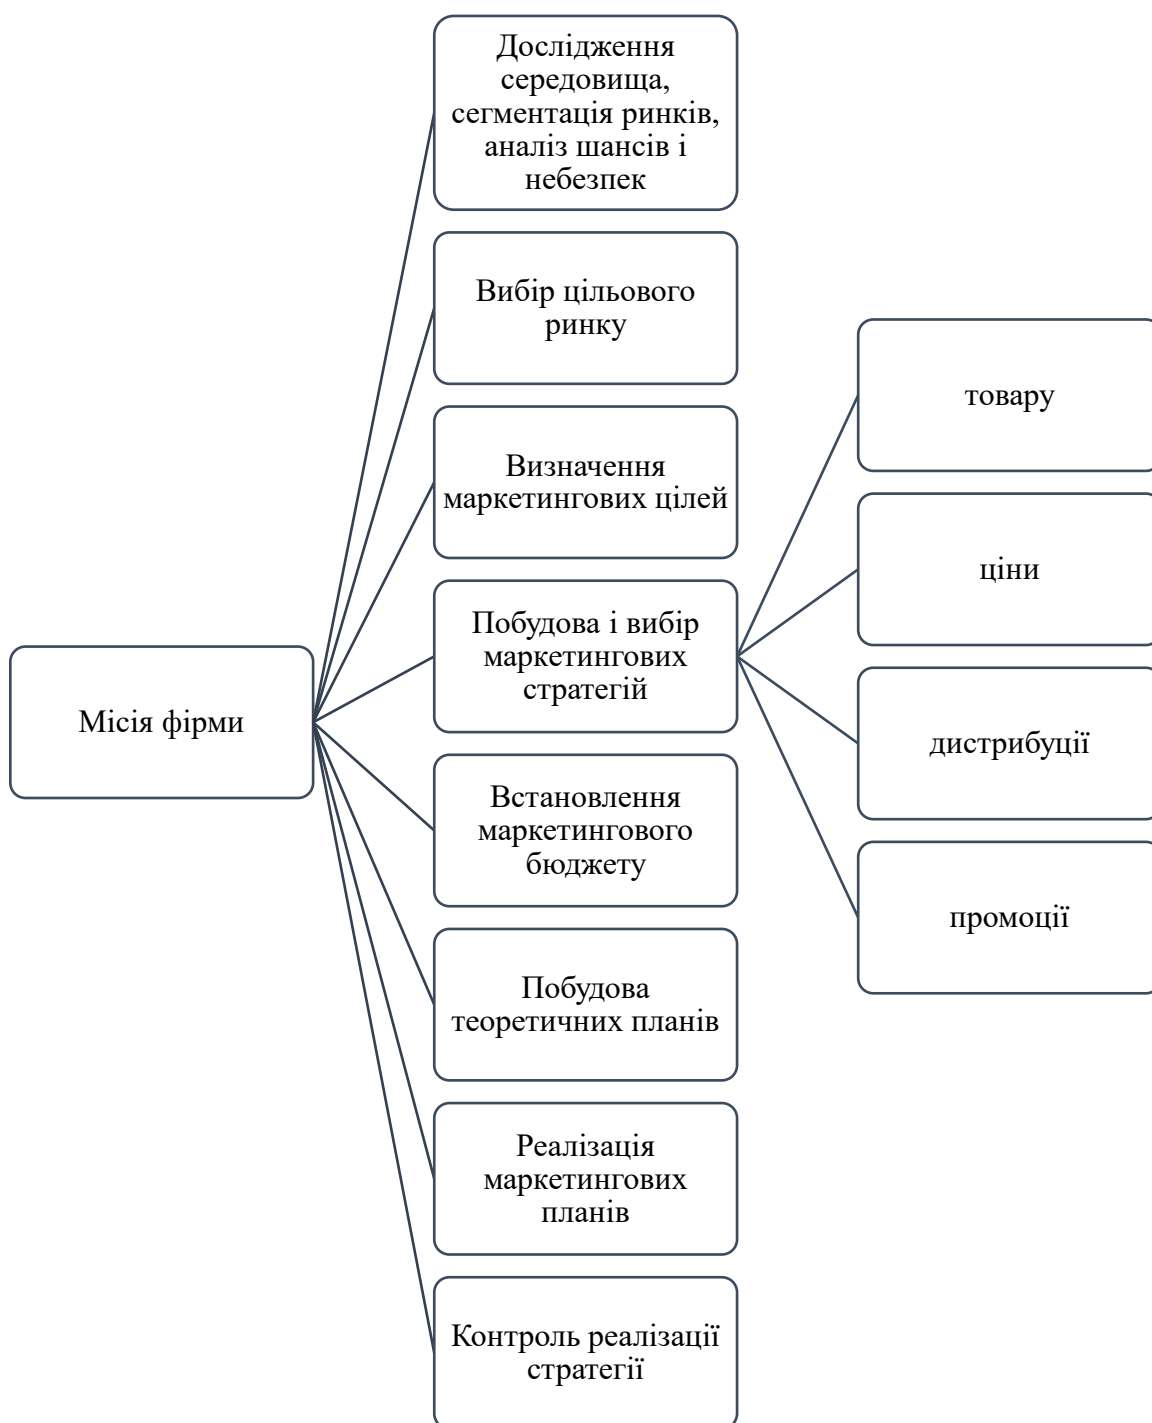 Місія фірми
Дослідження
середовища,
сегментація ринків,
аналіз шансів і
небезпек
Вибір цільового
ринку
Визначення
маркетингових цілей
Побудова і вибір
маркетингових
стратегій
Встановлення
маркетингового
бюджету
Побудова
теоретичних планів
Реалізація
маркетингових
планів
Контроль реалізації
стратегії
товару
ціни
дистрибуції
промоції